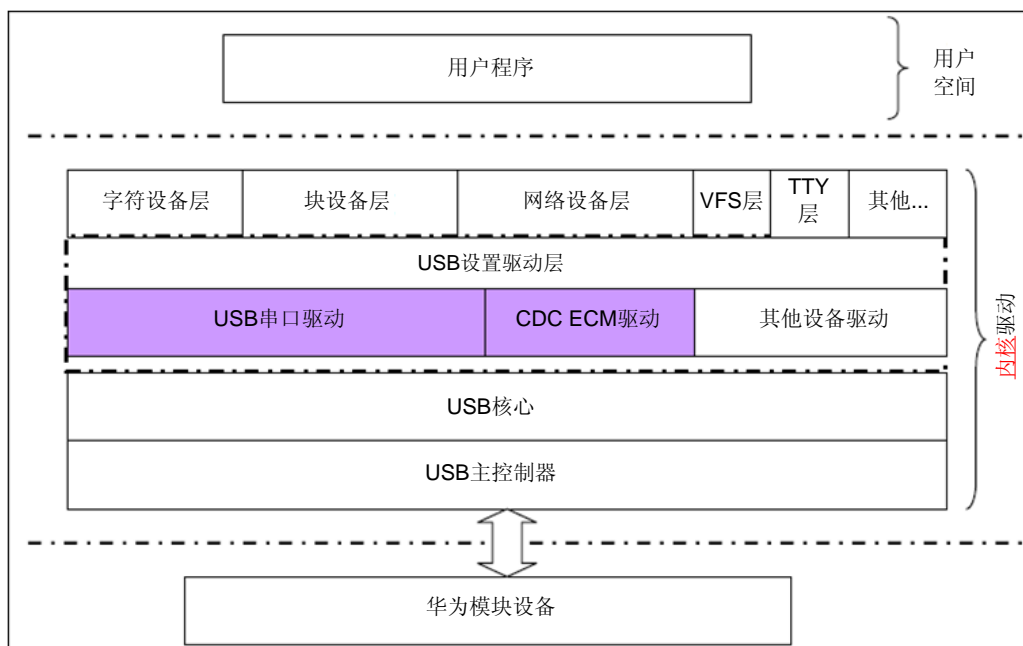 用户程序
用户
空间
字符设备层
块设备层
网络设备层
VFS层
TTY
层
其他...
USB设置驱动层
USB串口驱动
CDC ECM驱动
其他设备驱动
内核驱动
USB核心
USB主控制器
华为模块设备